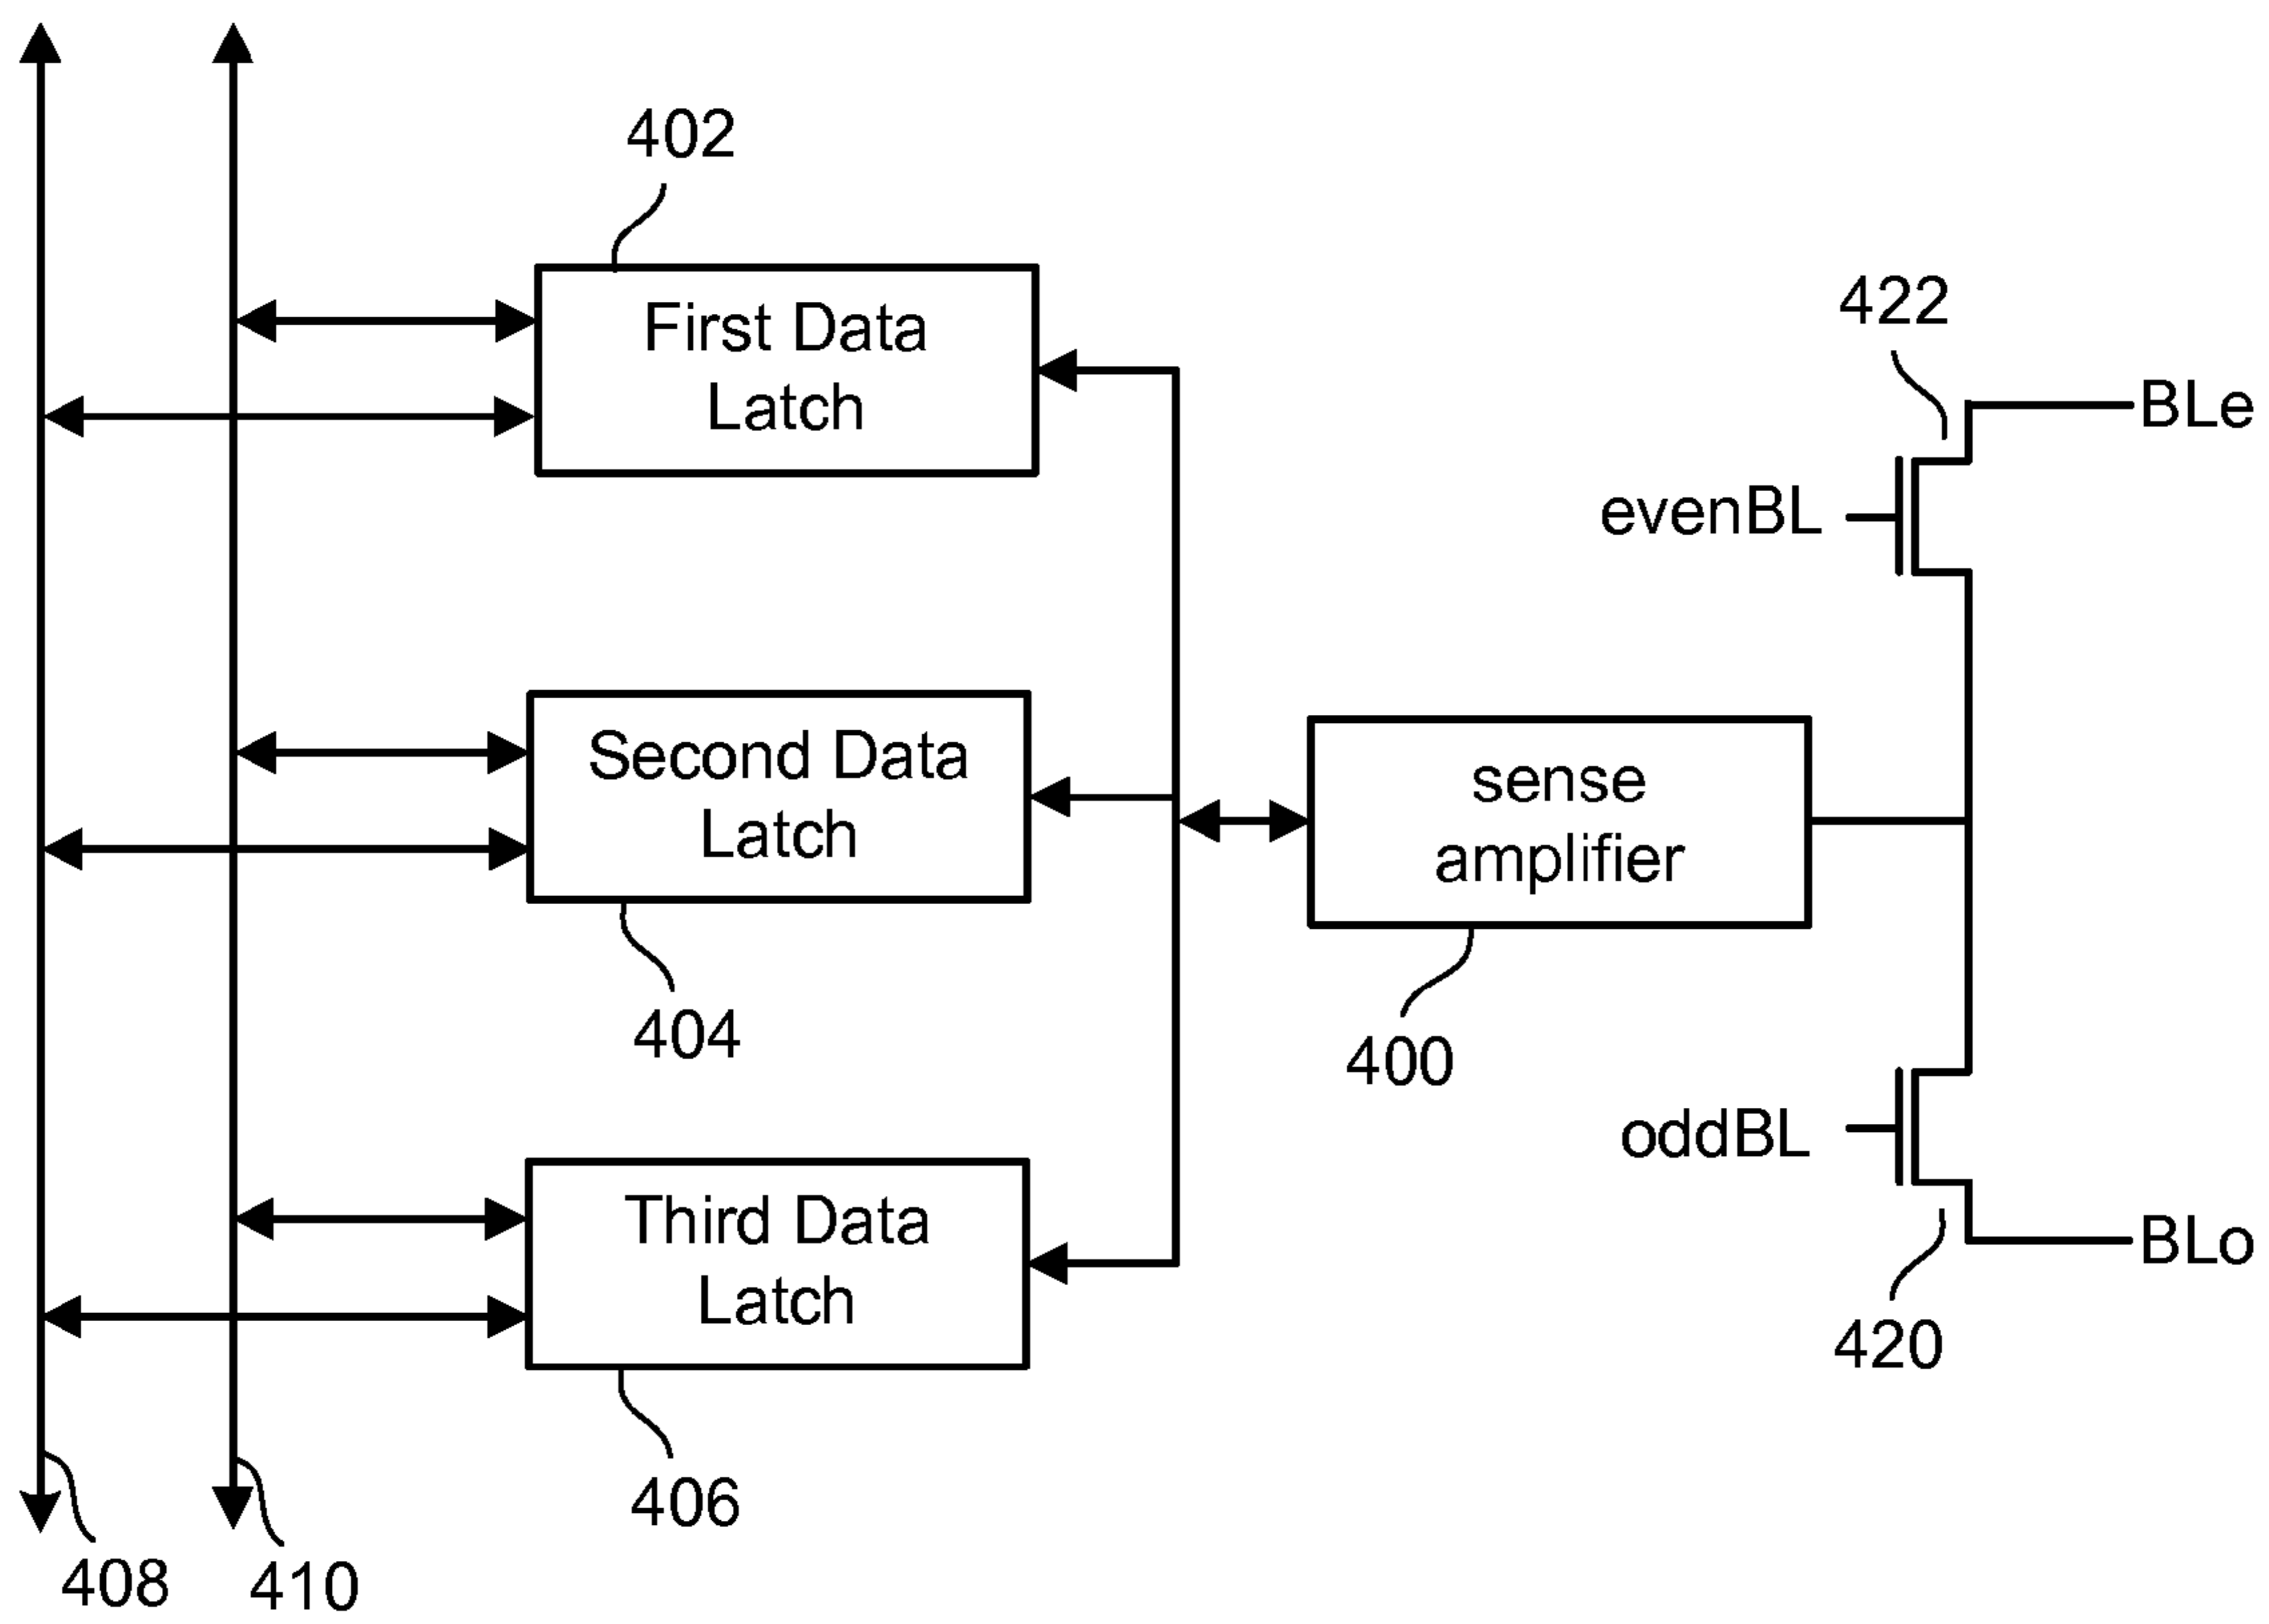 402
First Data
Latch
422
BLe
evenBL
Second Data
Latch
sense
amplifier
404
400
oddBL
Third Data
Latch
BLo
420
406
408
410